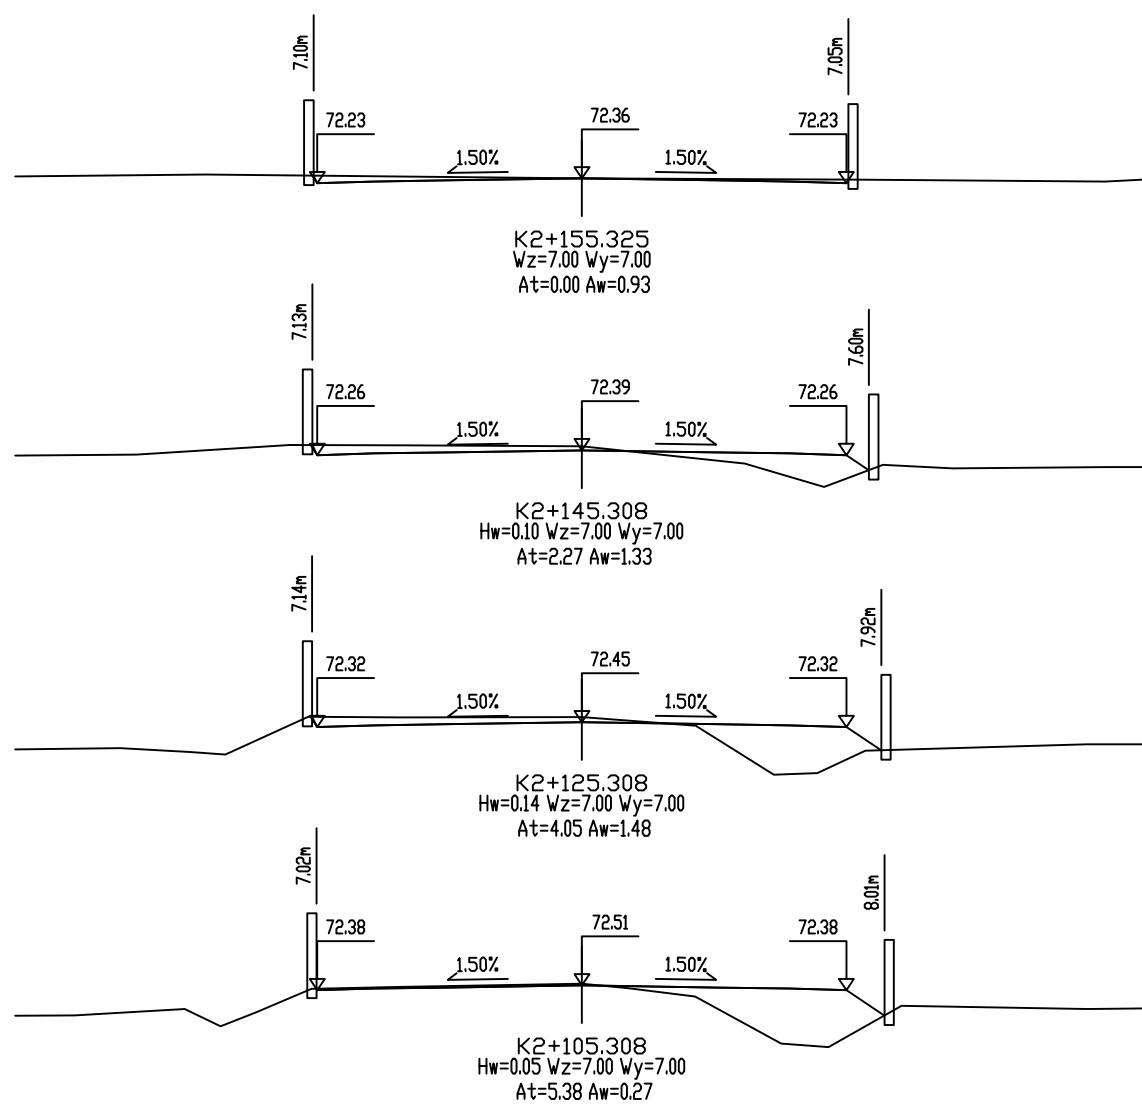 7.10m
7.05m
72.23
72.36
72.23
1.50%
1.50%
K2+155.325
Wz=7.00 Wy=7.00
At=0.00 Aw=0.93
7.13m
7.60m
72.26
72.39
72.26
1.50%
1.50%
K2+145.308
Hw=0.10 Wz=7.00 Wy=7.00
At=2.27 Aw=1.33
7.14m
7.92m
72.32
72.45
72.32
1.50%
1.50%
K2+125.308
Hw=0.14 Wz=7.00 Wy=7.00
At=4.05 Aw=1.48
7.02m
8.01m
72.38
72.51
72.38
1.50%
1.50%
K2+105.308
Hw=0.05 Wz=7.00 Wy=7.00
At=5.38 Aw=0.27